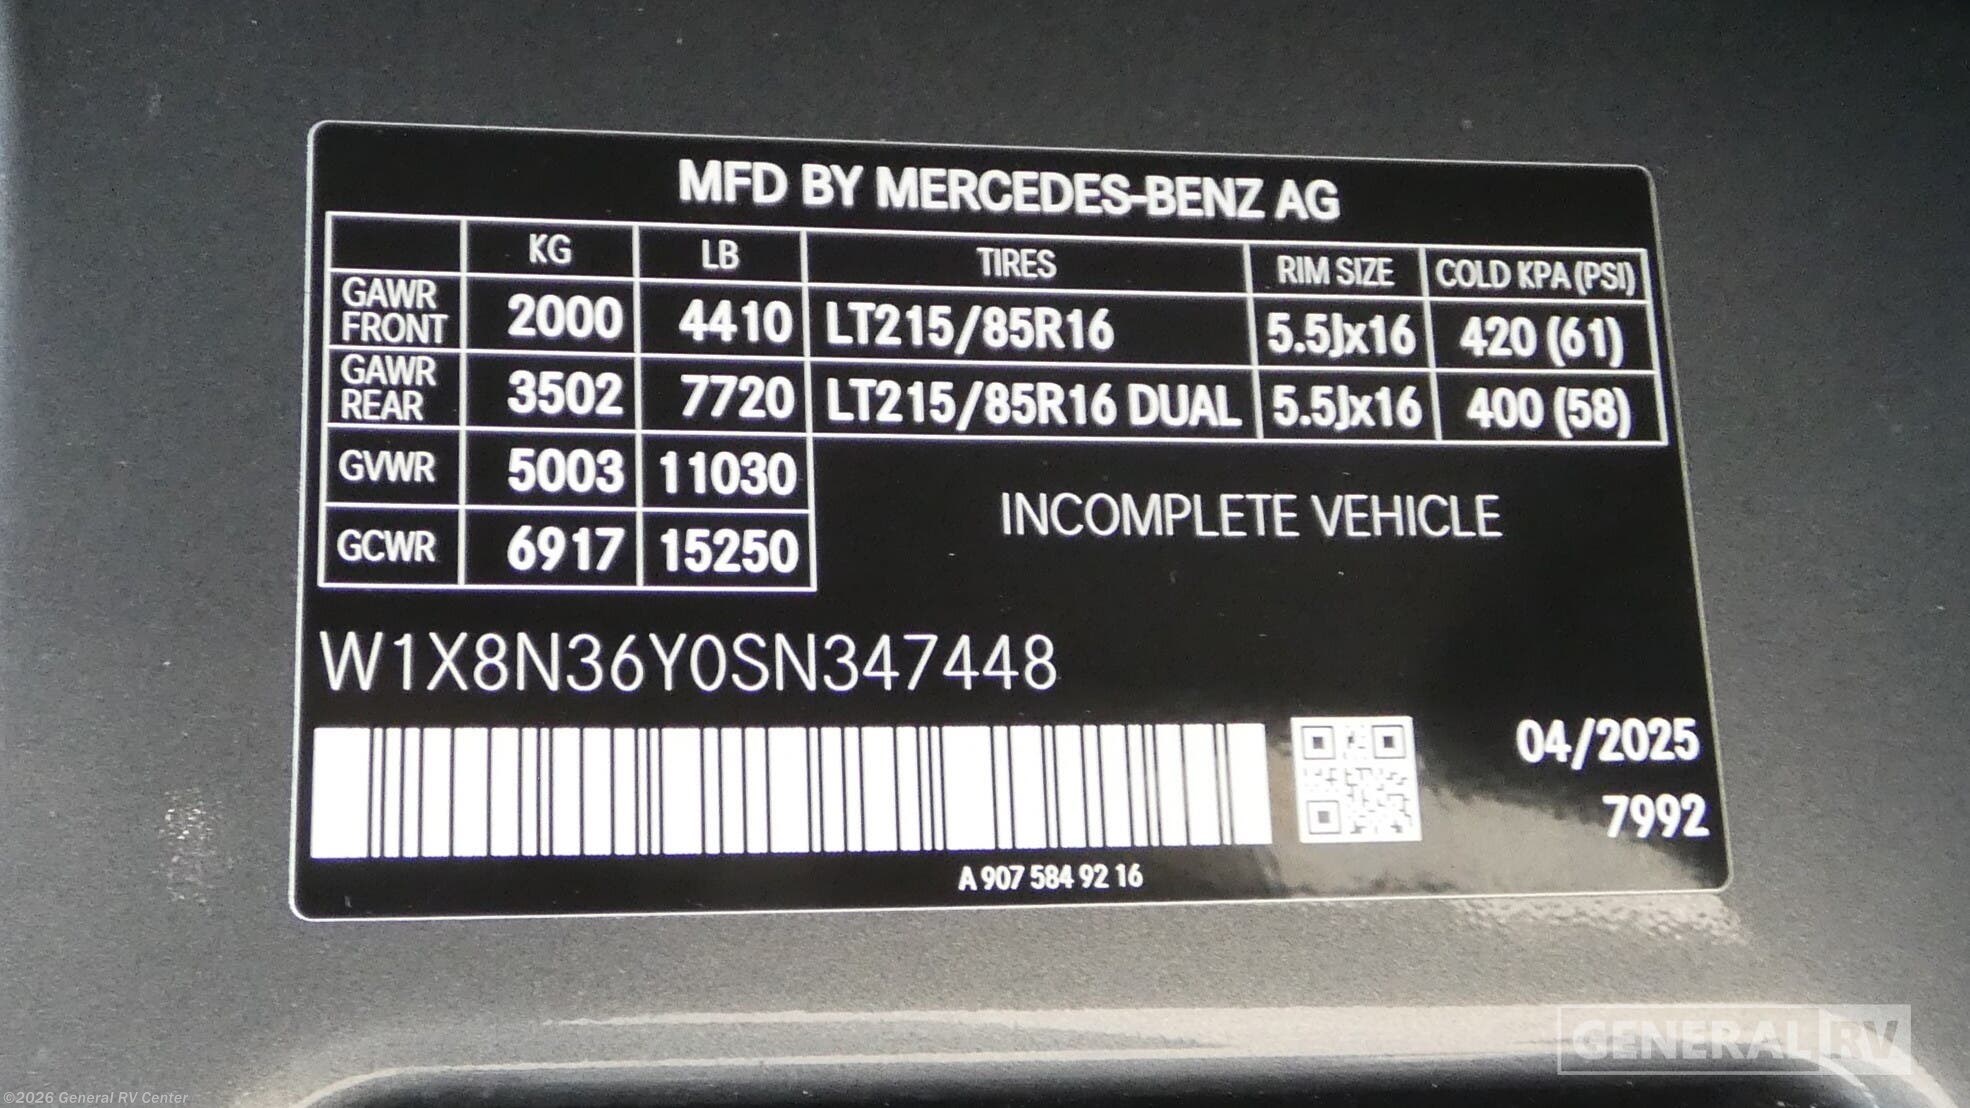 MFD BY MERCEDES-BENZ AG
KG LB TIRES RIM SIZE COLD KPA (PSI)
GAWR FRONT 2000 4410 LT215/85R16 5.5Jx16 420 (61)
GAWR REAR 3502 7720 LT215/85R16 DUAL 5.5Jx16 400 (58)
GVWR 5003 11030
GCWR 6917 15250
INCOMPLETE VEHICLE
W1X8N36Y0SN347448
04/2025
7992
A 907 584 92 16
GENERAL RV
©2026 General RV Center